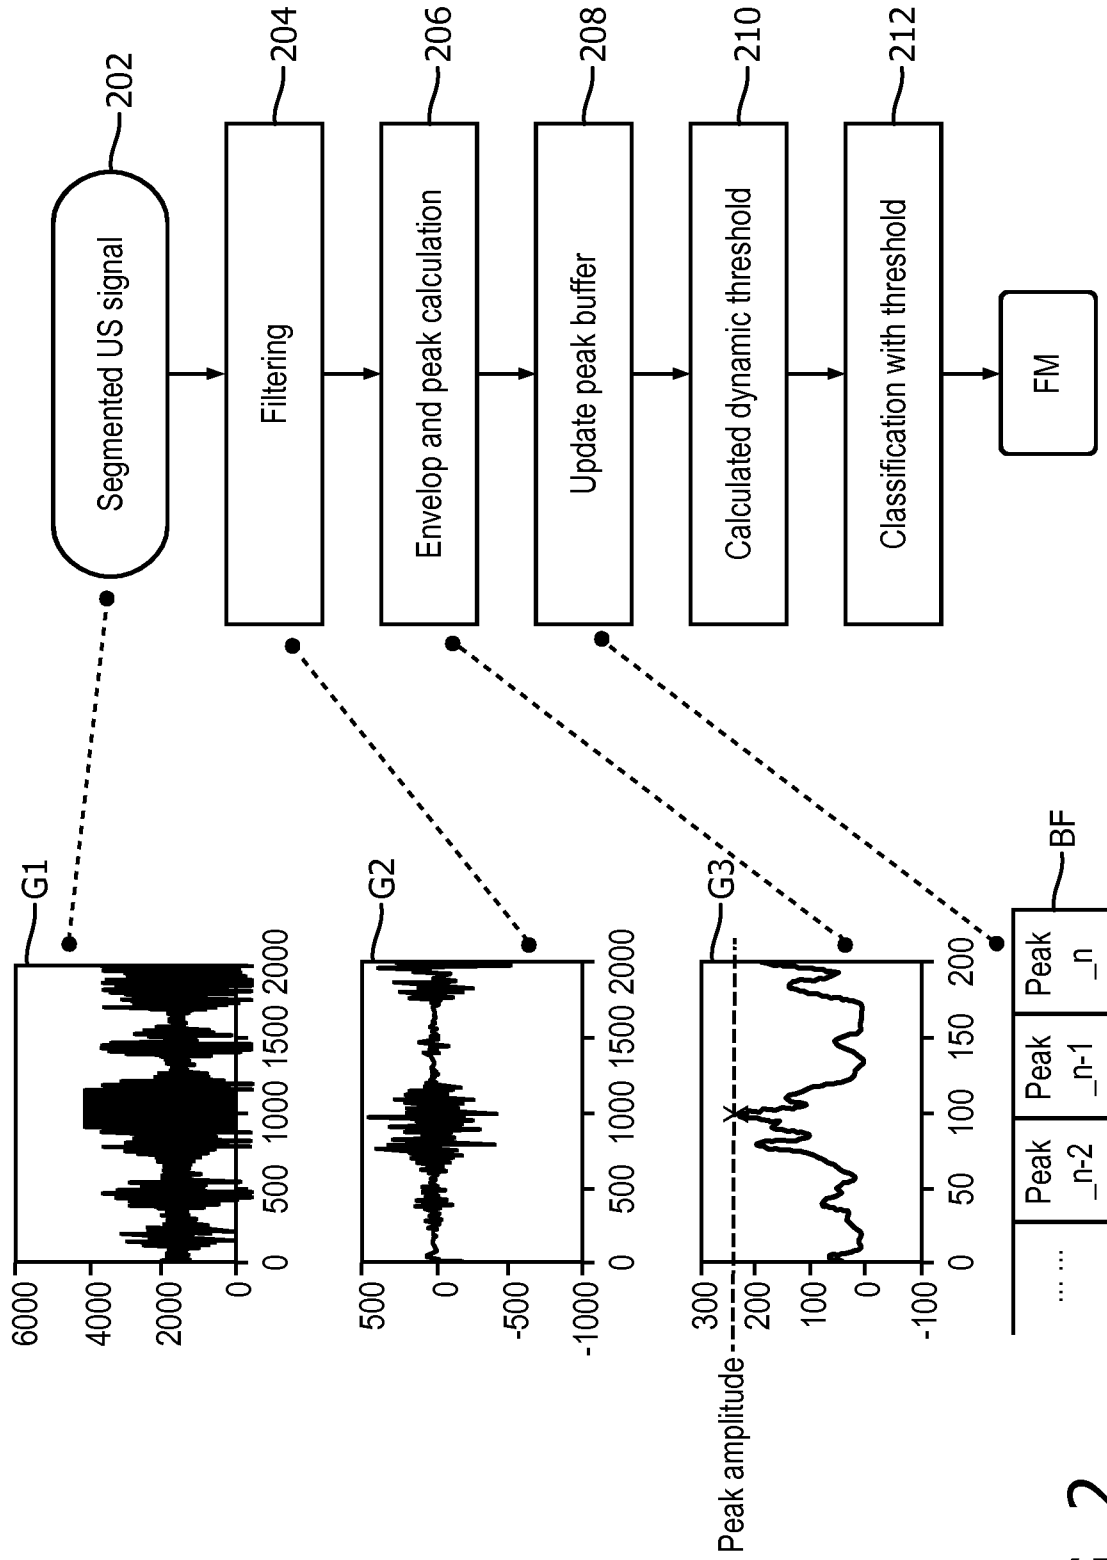 Segmented US signal
202
Filtering
204
Envelop and peak calculation
206
Update peak buffer
208
Calculated dynamic threshold
210
Classification with threshold
212
FM
G1
6000
4000
2000
0
0 500 1000 1500 2000
G2
500
0
-500
-1000
0 500 1000 1500 2000
G3
Peak amplitude
300
200
100
0
-100
0 50 100 150 200
BF
...... 
Peak _n-2
Peak _n-1
Peak _n
2